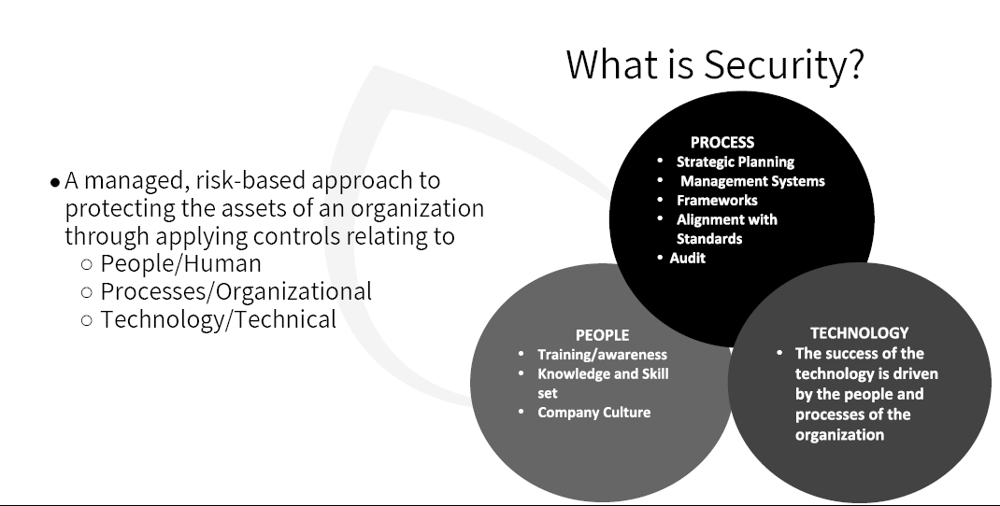 What is Security?
• A managed, risk-based approach to
protecting the assets of an organization
through applying controls relating to
○ People/Human
○ Processes/Organizational
○ Technology/Technical
PROCESS
• Strategic Planning
• Management Systems
• Frameworks
• Alignment with
Standards
• Audit
PEOPLE
• Training/awareness
• Knowledge and Skill
set
• Company Culture
TECHNOLOGY
• The success of the
technology is driven
by the people and
processes of the
organization